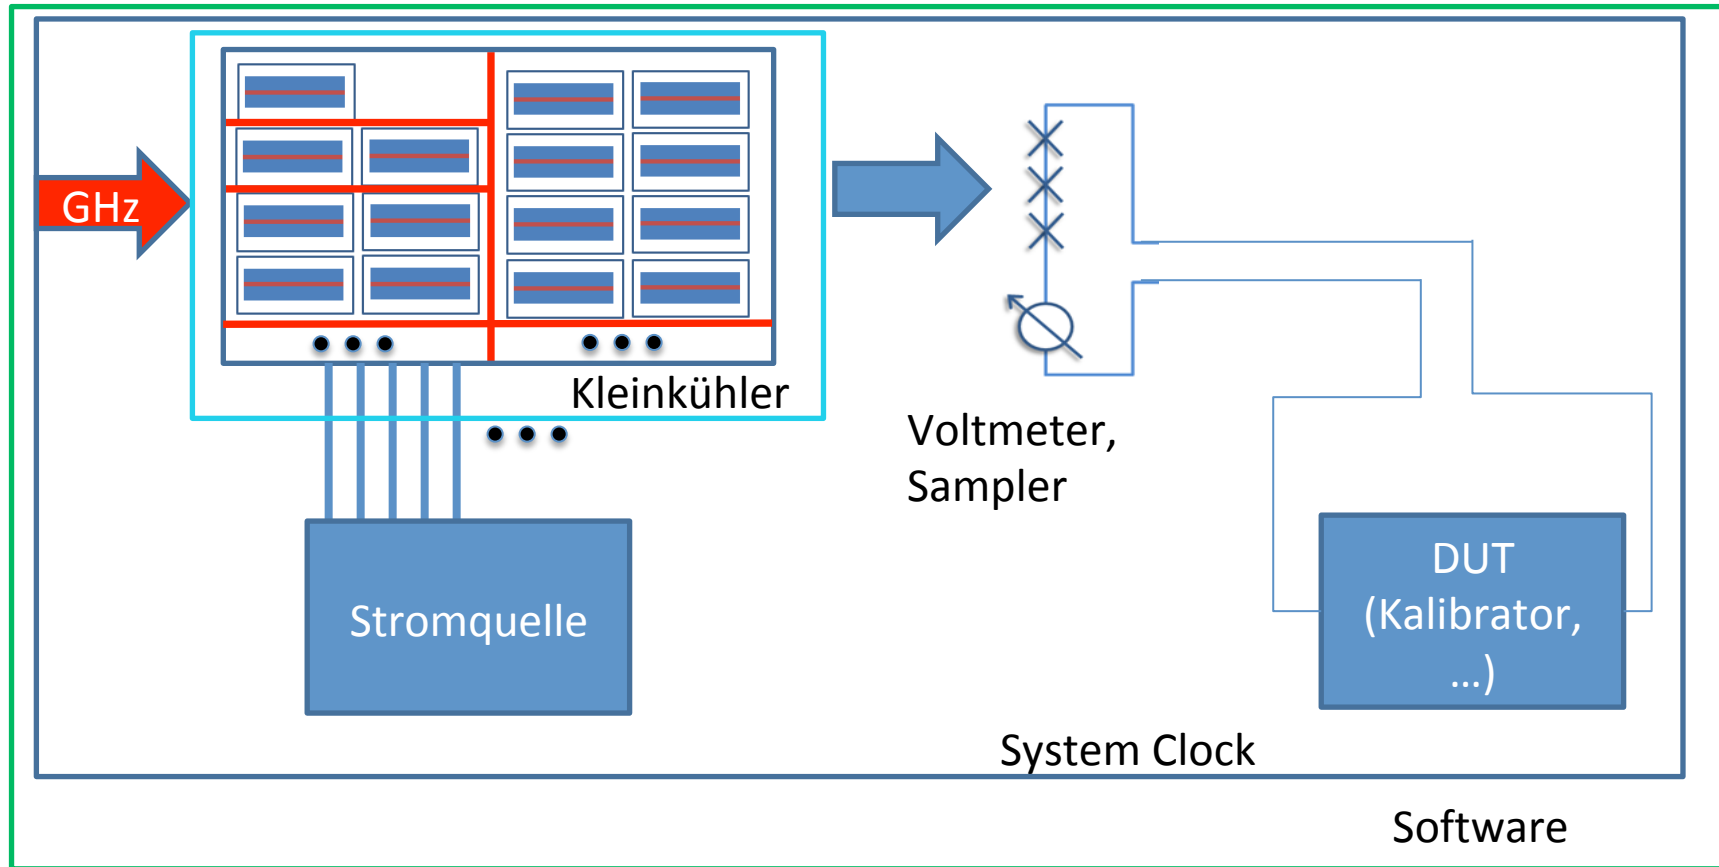 GHz
Kleinkühler
Voltmeter,
Sampler
Stromquelle
DUT
(Kalibrator,
...)
System Clock
Software